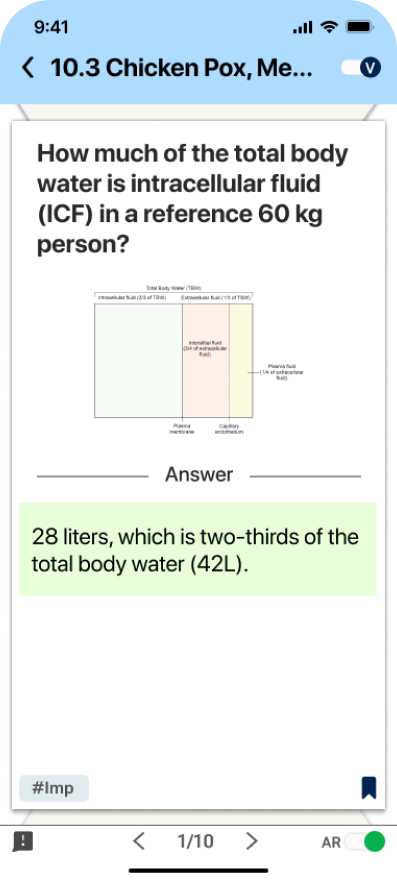 9:41
10.3 Chicken Pox, Me...
V
How much of the total body
water is intracellular fluid
(ICF) in a reference 60 kg
person?
Total Body Water (TBW)
Intracellular fluid (2/3 of TBW) Extracellular fluid (1/3 of TBW)
Interstitial fluid
(3/4 of extracellular
fluid)
Plasma fluid
(1/4 of extracellular
fluid)
Plasma
membrane
Capillary
endothelium
Answer
28 liters, which is two-thirds of the
total body water (42L).
#Imp
1/10
AR